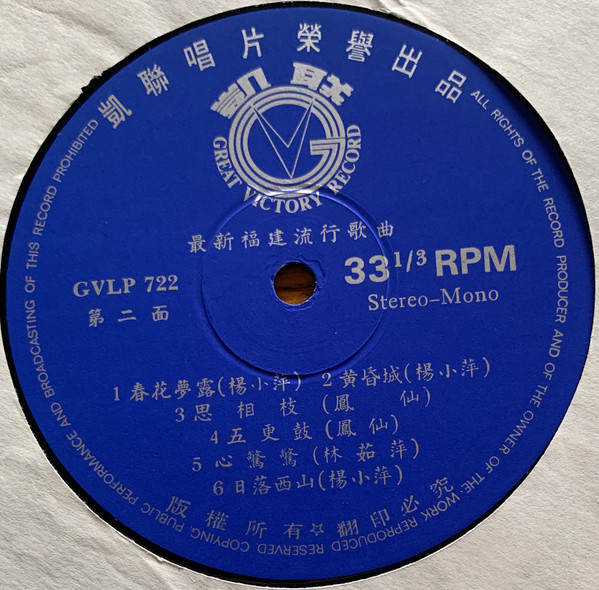 凱聯唱片榮譽出品
凱聯
GREAT VICTORY RECORD
最新福建流行歌曲
GVLP 722
第二面
33 1/3 RPM
Stereo-Mono
1春花夢露(楊小萍) 2黃昏城(楊小萍)
3思相枝(鳳仙)
4五更鼓(鳳仙)
5心驚驚(林茹萍)
6日落西山(楊小萍)
版權所有☆翻印必究
ALL RIGHTS OF THE RECORD PRODUCER AND OF THE OWNER OF THE WORK REPRODUCED RESERVED COPYING. PUBLIC PERFORMANCE AND BROADCASTING OF THIS RECORD PROHIBITED